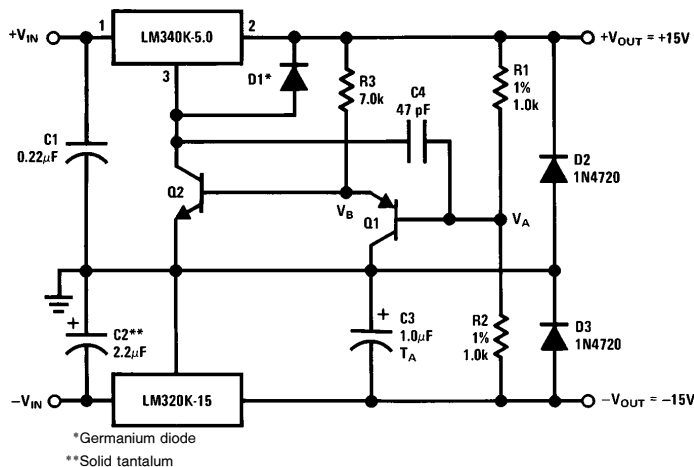 +VIN
1
LM340K-5.0
2
+VOUT = +15V
3
D1*
R3
7.0k
C4
47 pF
R1
1%
1.0k
C1
0.22μF
Q2
VB
Q1
VA
D2
1N4720
+
C2**
2.2μF
+
C3
1.0μF
TA
R2
1%
1.0k
D3
1N4720
−VIN
LM320K-15
−VOUT = −15V
*Germanium diode
**Solid tantalum